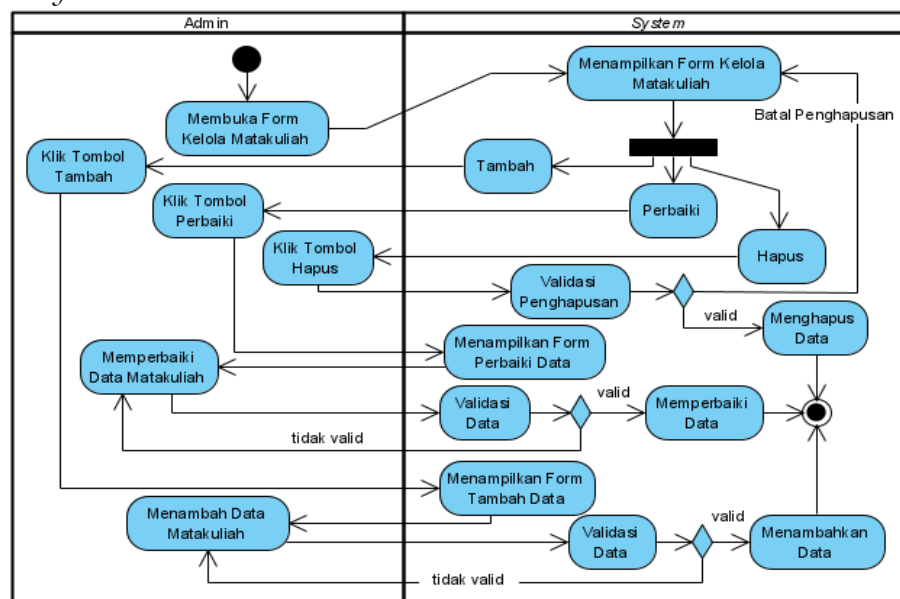 Admin
System
Menampilkan Form Kelola
Matakuliah
Membuka Form
Kelola Matakuliah
Batal Penghapusan
Klik Tombol
Tambah
Tambah
Klik Tombol
Perbaiki
Perbaiki
Klik Tombol
Hapus
Hapus
Validasi
Penghapusan
valid
Menghapus
Data
Menampilkan Form
Perbaiki Data
Memperbaiki
Data Matakuliah
Validasi
Data
valid
Memperbaiki
Data
tidak valid
Menampilkan Form
Tambah Data
Menambah Data
Matakuliah
Validasi
Data
valid
Menambahkan
Data
tidak valid